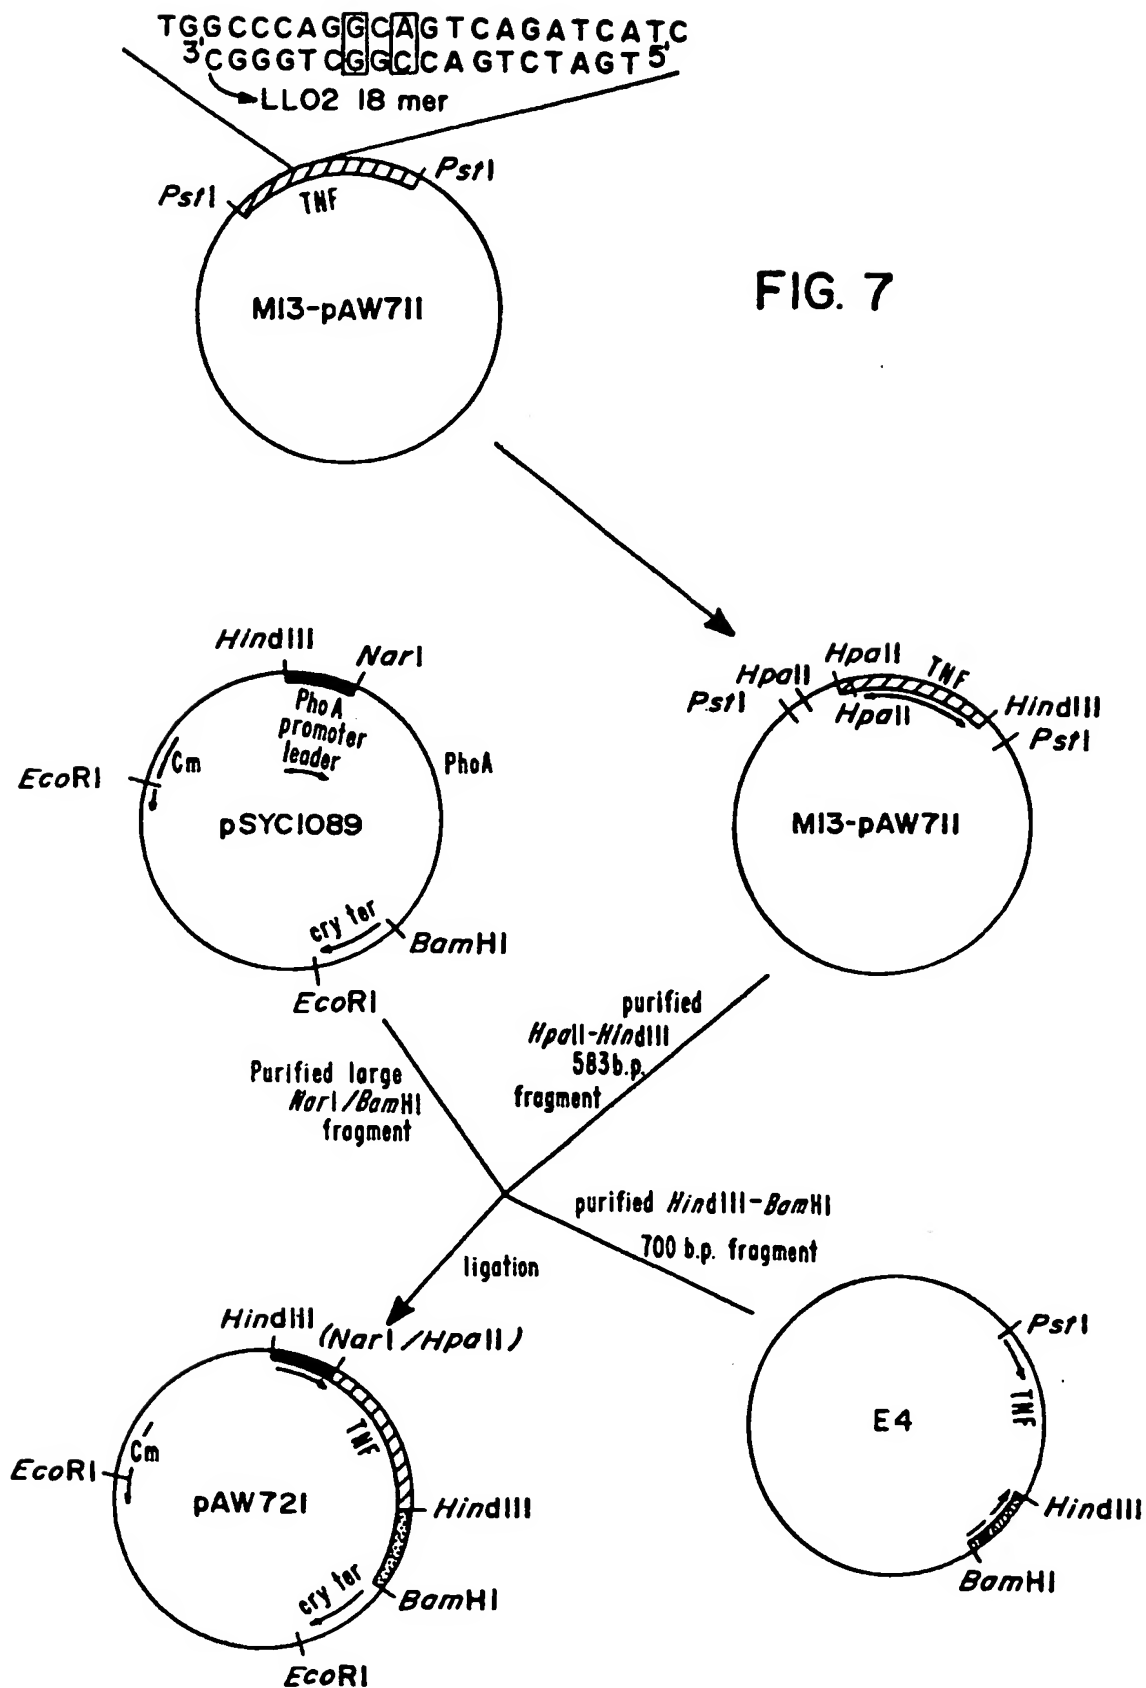 TGGCCCAGGCAGTCAGATCATC
3' CGGGTCGGCCAGTCTAGT 5'
LL02 18 mer
PstI
PstI
TNF
M13-pAW711
FIG. 7
HindIII
NarI
PhoA
promoter
leader
PhoA
Cm
EcoRI
pSYC1089
cry ter
BamHI
EcoRI
HpaII
HpaII
TNF
PstI
HpaII
HindIII
PstI
M13-pAW711
purified
HpaII-HindIII
583b.p.
fragment
Purified large
NarI/BamHI
fragment
purified HindIII-BamHI
700 b.p. fragment
ligation
HindIII
(NarI/HpaII)
TNF
Cm
EcoRI
pAW721
HindIII
cry ter
BamHI
EcoRI
PstI
TNF
E4
HindIII
BamHI